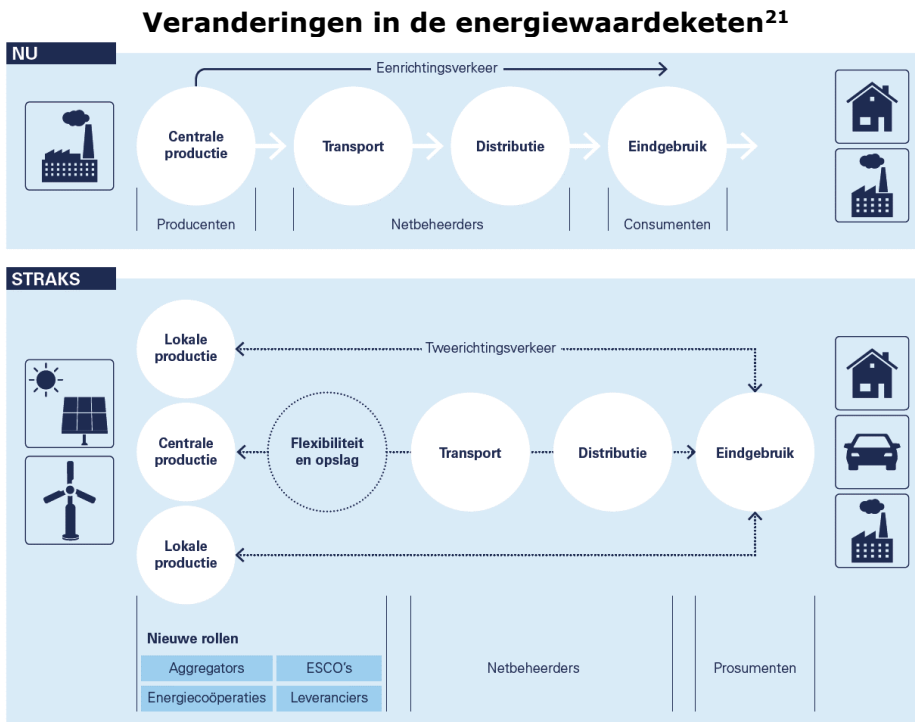 Veranderingen in de energiewaardeketen²¹
NU
Eenrichtingsverkeer
Centrale
productie
Transport
Distributie
Eindgebruik
Producenten
Netbeheerders
Consumenten
STRAKS
Lokale
productie
Tweerichtingsverkeer
Centrale
productie
Flexibiliteit
en opslag
Transport
Distributie
Eindgebruik
Lokale
productie
Nieuwe rollen
Aggregators
ESCO's
Energiecoöperaties
Leveranciers
Netbeheerders
Prosumenten